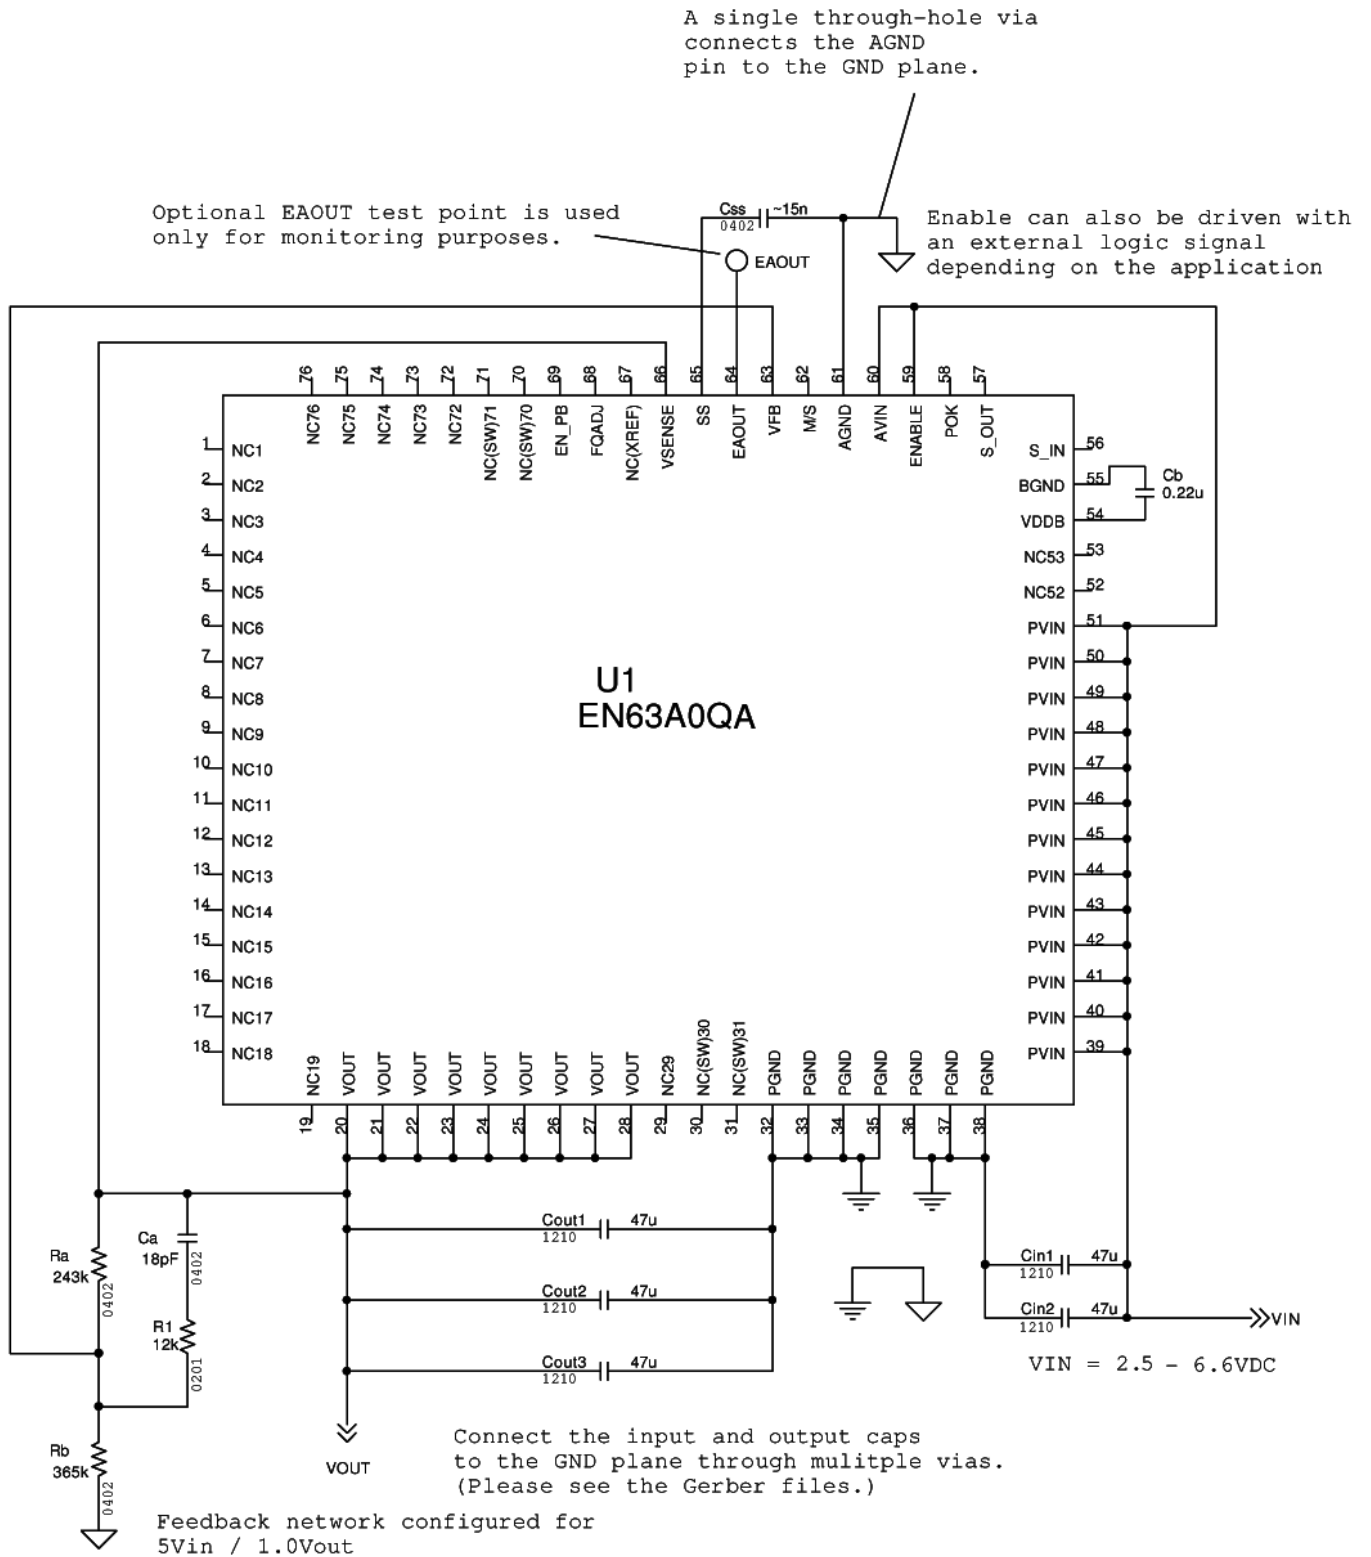 A single through-hole via
connects the AGND
pin to the GND plane.
Optional EAOUT test point is used
only for monitoring purposes.
Css
0402
~15n
EAOUT
Enable can also be driven with
an external logic signal
depending on the application
76 75 74 73 72 71 70 69 68 67 66 65 64 63 62 61 60 59 58 57
NC76 NC75 NC74 NC73 NC72 NC(SW)71 NC(SW)70 EN_PB FQADJ NC(XREF) VSENSE SS EAOUT VFB M/S AGND AVIN ENABLE POK S_OUT
1 NC1
2 NC2
3 NC3
4 NC4
5 NC5
6 NC6
7 NC7
8 NC8
9 NC9
10 NC10
11 NC11
12 NC12
13 NC13
14 NC14
15 NC15
16 NC16
17 NC17
18 NC18
S_IN 56
BGND 55
VDDB 54
NC53 53
NC52 52
PVIN 51
PVIN 50
PVIN 49
PVIN 48
PVIN 47
PVIN 46
PVIN 45
PVIN 44
PVIN 43
PVIN 42
PVIN 41
PVIN 40
PVIN 39
Cb
0.22u
U1
EN63A0QA
NC19 VOUT VOUT VOUT VOUT VOUT VOUT VOUT VOUT VOUT NC29 NC(SW)30 NC(SW)31 PGND PGND PGND PGND PGND PGND PGND
19 20 21 22 23 24 25 26 27 28 29 30 31 32 33 34 35 36 37 38
Ra
243k
0402
Ca
18pF
0402
R1
12k
0201
Rb
365k
0402
Cout1 47u
1210
Cout2 47u
1210
Cout3 47u
1210
Cin1 47u
1210
Cin2 47u
1210
VIN
VIN = 2.5 - 6.6VDC
VOUT
Connect the input and output caps
to the GND plane through mulitple vias.
(Please see the Gerber files.)
Feedback network configured for
5Vin / 1.0Vout